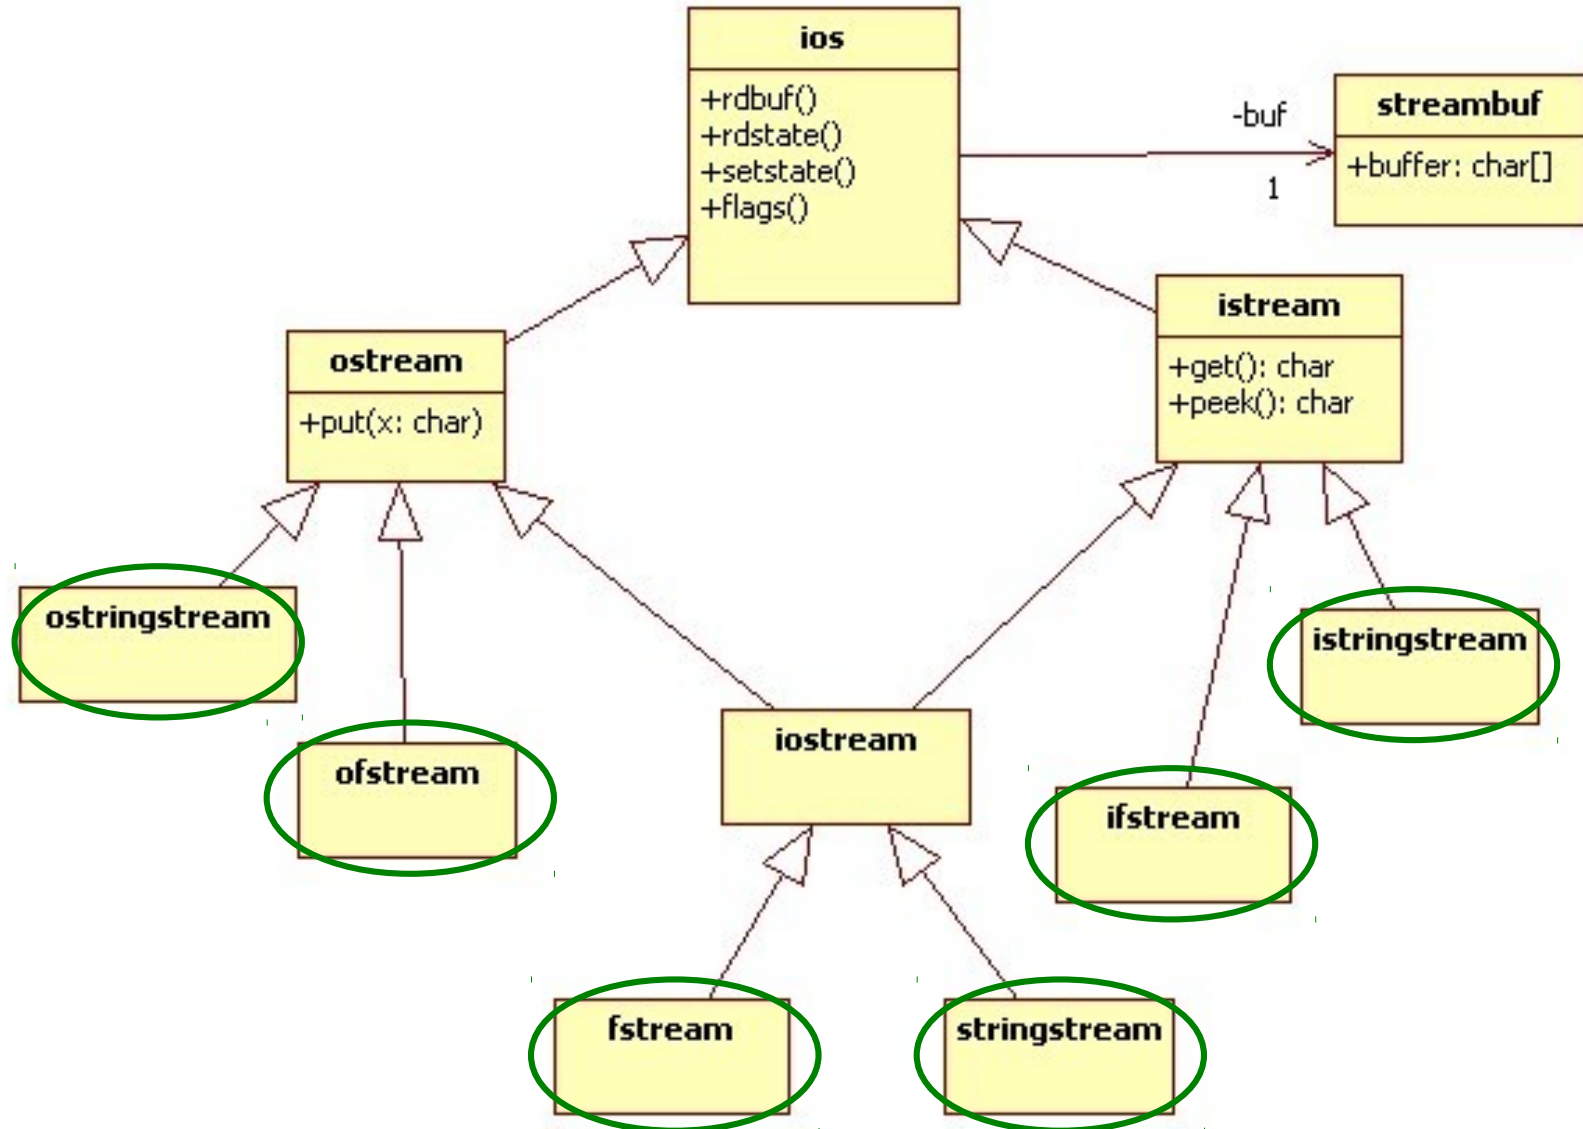 ios
+rdbuf()
+rdstate()
+setstate()
+flags()
-buf
1
streambuf
+buffer: char[]
istream
+get(): char
+peek(): char
ostream
+put(x: char)
ostringstream
ofstream
iostream
istringstream
ifstream
fstream
stringstream